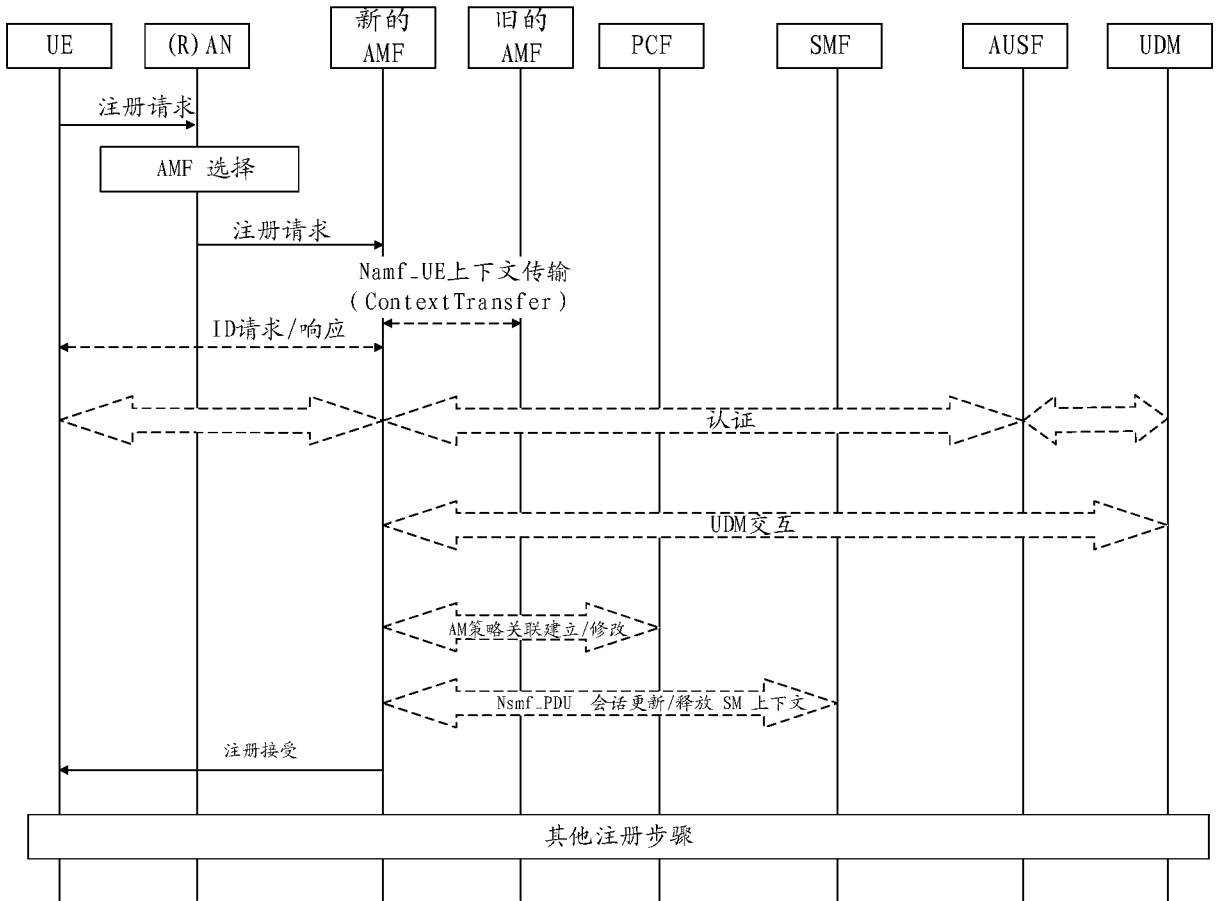 UE
(R)AN
新的
AMF
旧的
AMF
PCF
SMF
AUSF
UDM
注册请求
AMF 选择
注册请求
Namf_UE上下文传输
(ContextTransfer)
ID请求/响应
认证
UDM交互
AM策略关联建立/修改
Nsmf_PDU 会话更新/释放 SM 上下文
注册接受
其他注册步骤